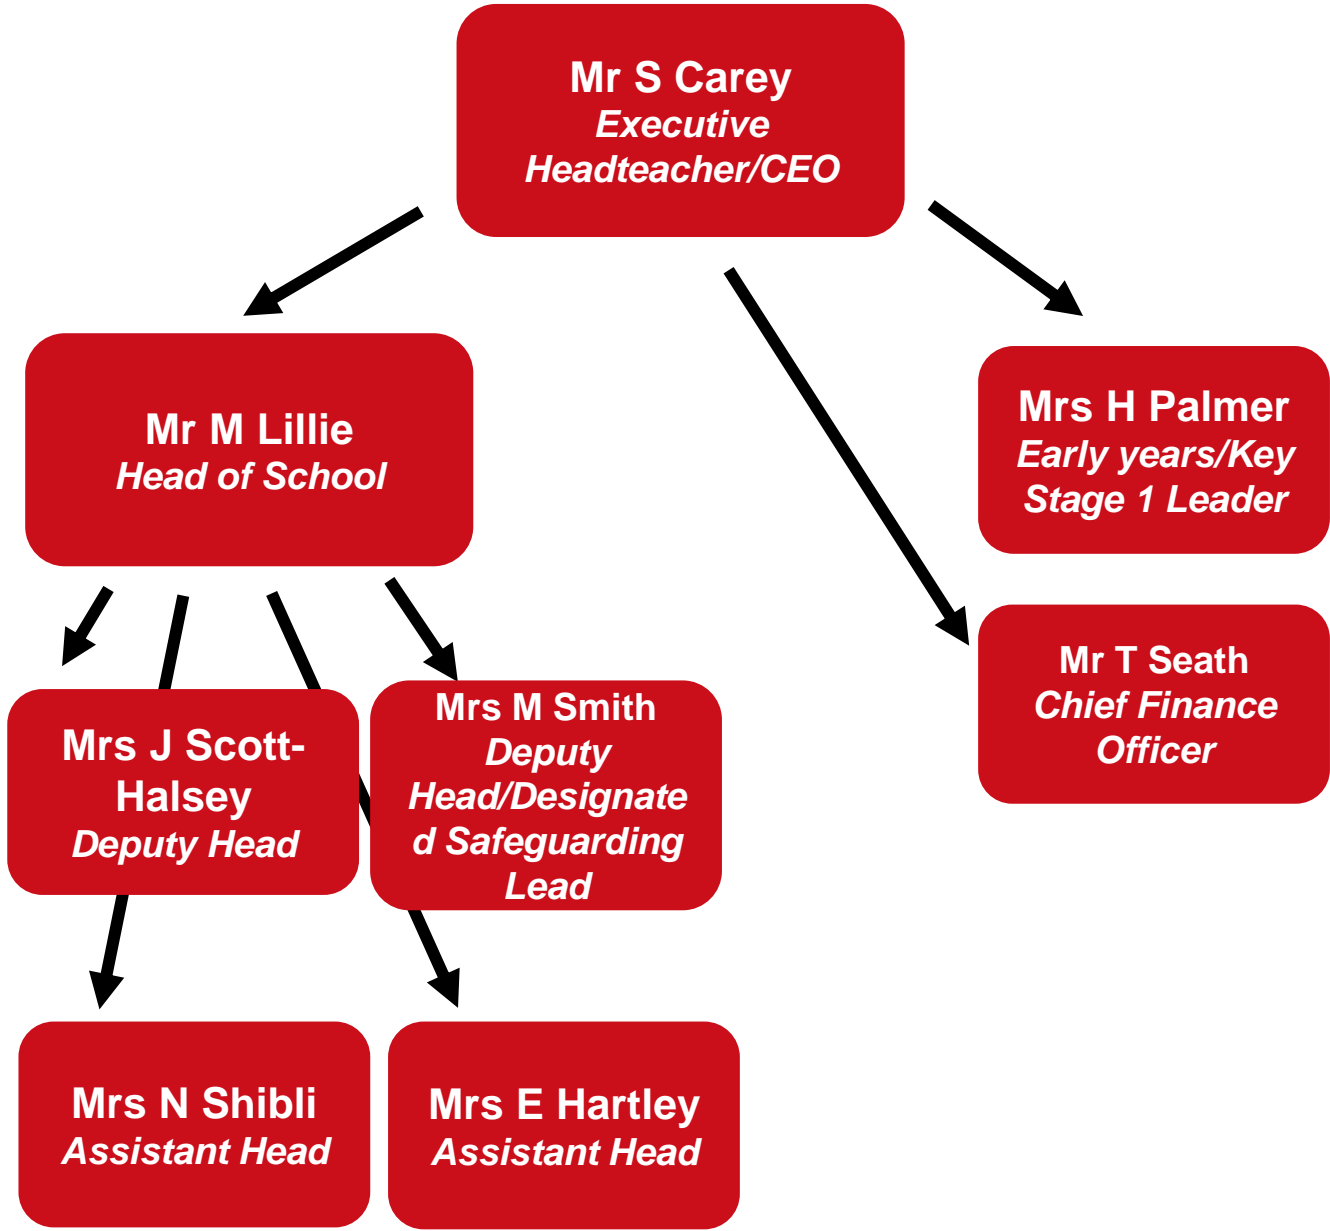 Mr S Carey
Executive
Headteacher/CEO
Mr M Lillie
Head of School
Mrs H Palmer
Early years/Key
Stage 1 Leader
Mr T Seath
Chief Finance
Officer
Mrs J Scott-
Halsey
Deputy Head
Mrs M Smith
Deputy
Head/Designate
d Safeguarding
Lead
Mrs N Shibli
Assistant Head
Mrs E Hartley
Assistant Head